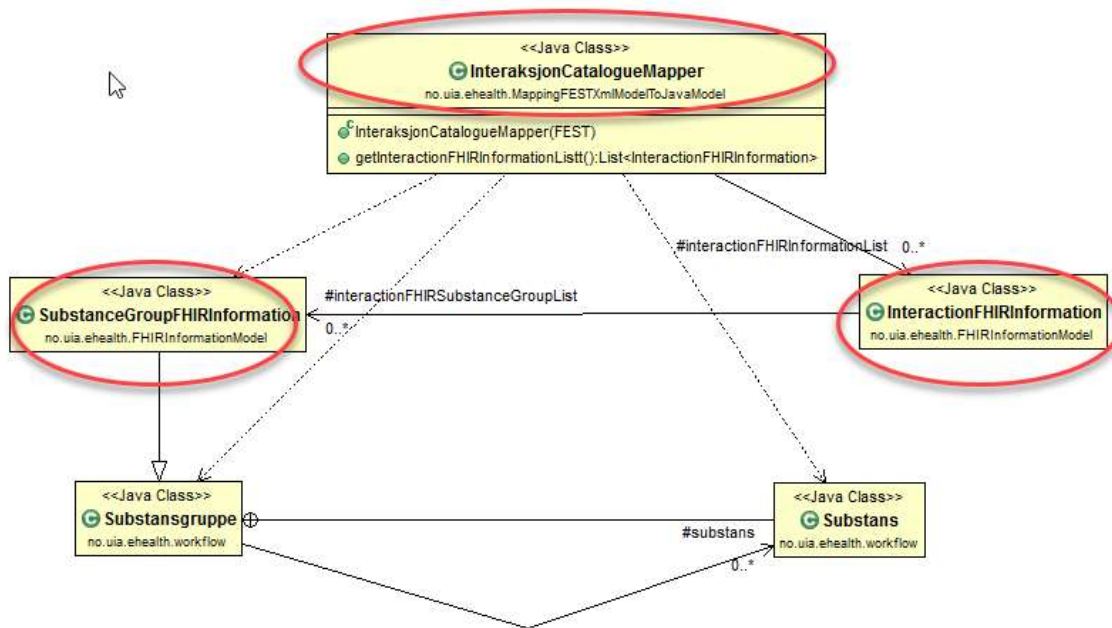 <<Java Class>>
InteraksjonCatalogueMapper
no.uia.ehealth.MappingFESTXmlModelToJavaModel
InteraksjonCatalogueMapper(FEST)
getInteractionFHIRInformationListt():List<InteractionFHIRInformation>
#interactionFHIRInformationList 0..*
<<Java Class>>
SubstanceGroupFHIRInformation
no.uia.ehealth.FHIRInformationModel
#interactionFHIRSubstanceGroupList
0..*
<<Java Class>>
InteractionFHIRInformation
no.uia.ehealth.FHIRInformationModel
<<Java Class>>
Substansgruppe
no.uia.ehealth.workflow
#substans
0..*
<<Java Class>>
Substans
no.uia.ehealth.workflow